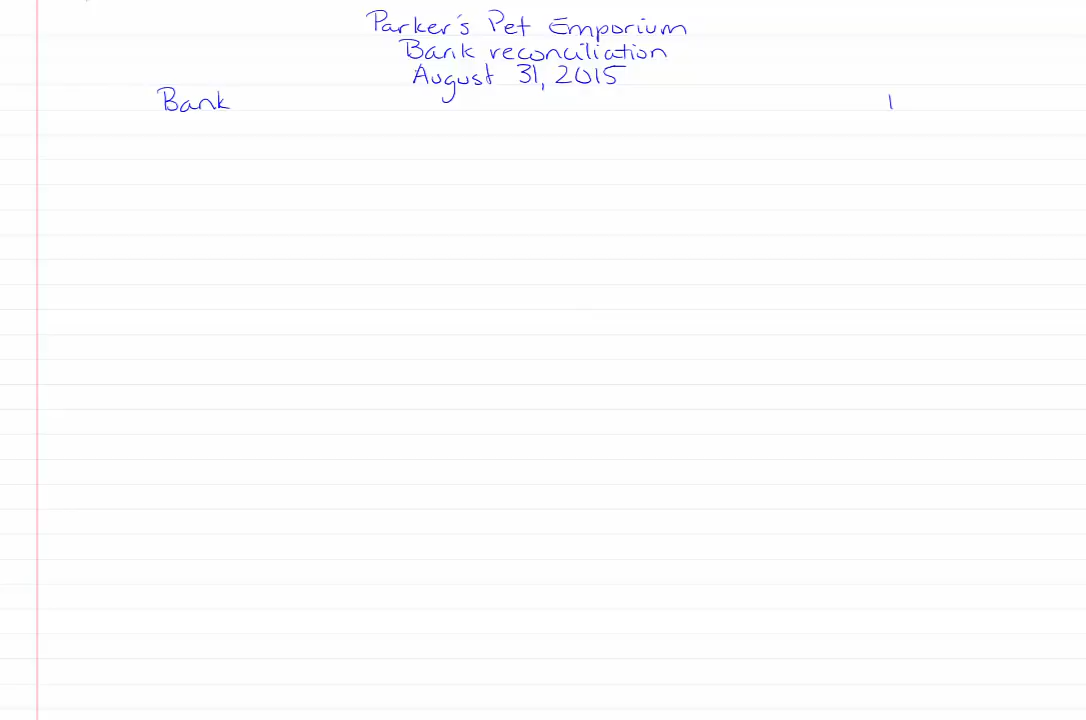 Parker's Pet Emporium
Bank reconciliation
August 31, 2015
Bank